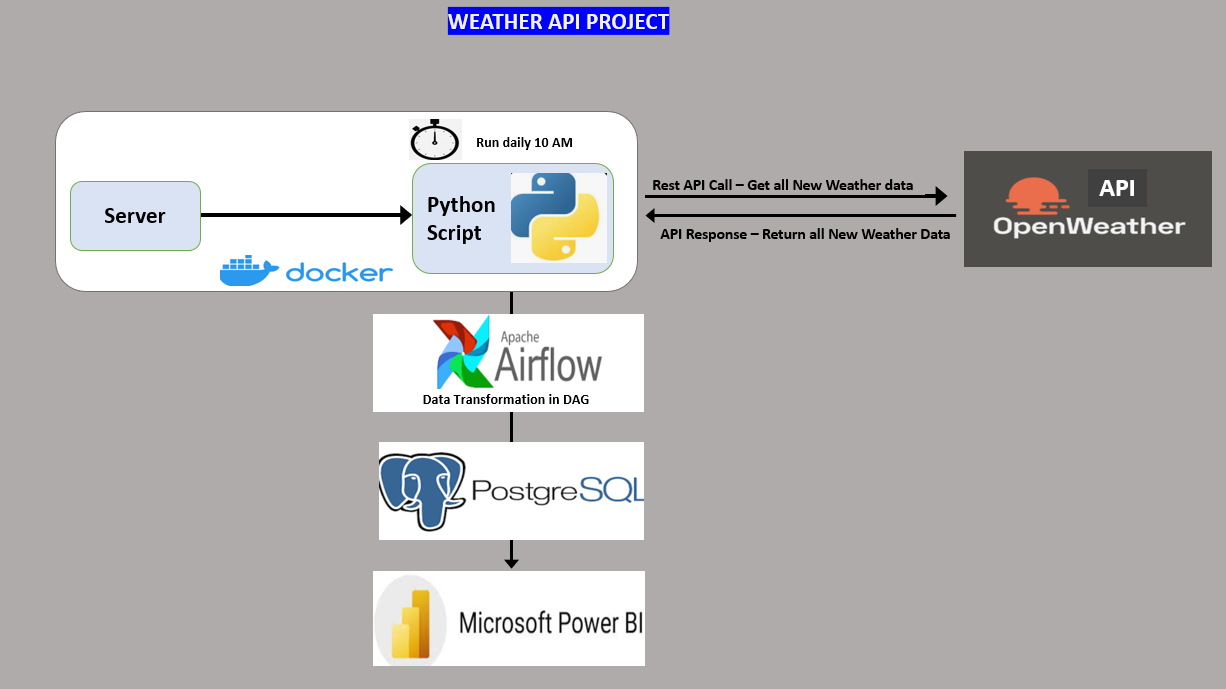 WEATHER API PROJECT
Run daily 10 AM
Server
Python
Script
docker
Rest API Call – Get all New Weather data
API Response – Return all New Weather Data
API
OpenWeather
Apache
Airflow
Data Transformation in DAG
PostgreSQL
Microsoft Power BI